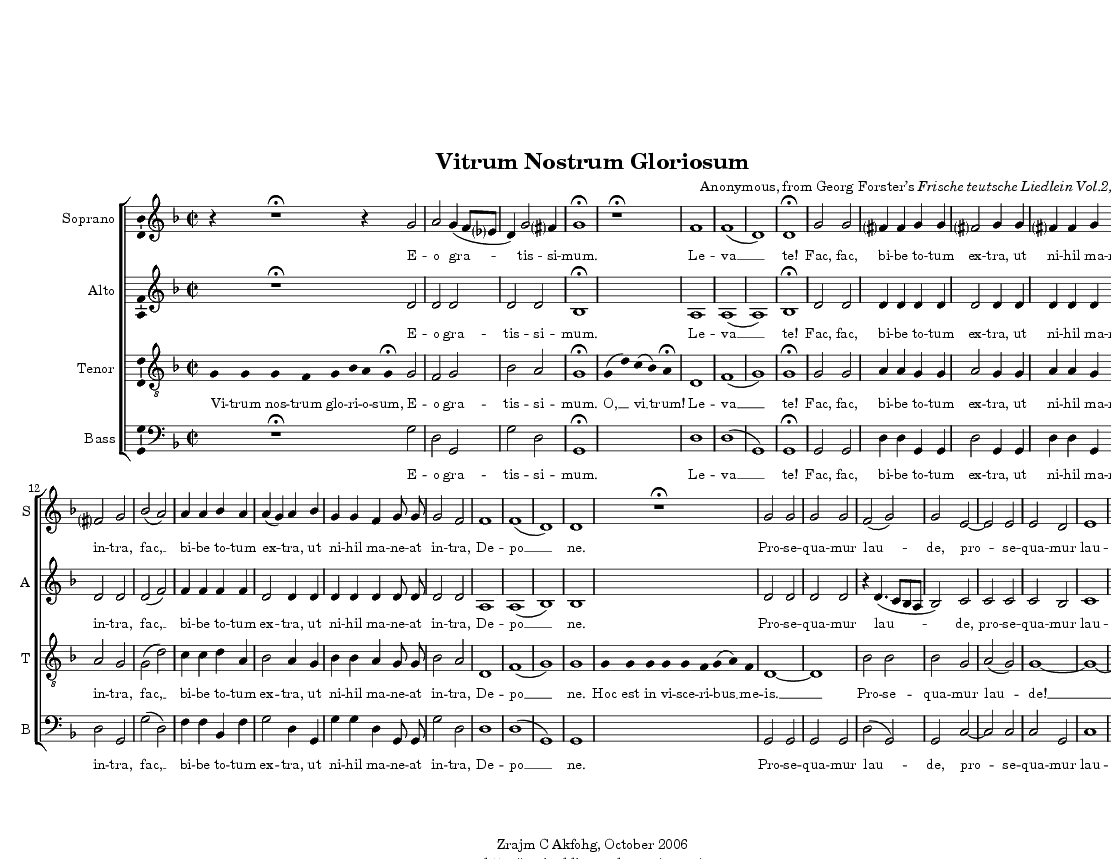 Vitrum Nostrum Gloriosum
Anonymous, from Georg Forster's Frische teutsche Liedlein Vol.2,
Soprano
E - o gra - tis - si - mum. Le - va te! Fac, fac, bi - be to - tum ex - tra, ut ni - hil ma - n
Alto
E - o gra - tis - si - mum. Le - va te! Fac, fac, bi - be to - tum ex - tra, ut ni - hil ma - n
Tenor
8
Vi - trum nos - trum glo - ri - o - sum, E - o gra - tis - si - mum. O, vi, trum! Le - va te! Fac, fac, bi - be to - tum ex - tra, ut ni - hil ma - n
Bass
E - o gra - tis - si - mum. Le - va te! Fac, fac, bi - be to - tum ex - tra, ut ni - hil ma - n
12
S
in - tra, fac, bi - be to - tum ex - tra, ut ni - hil ma - ne - at in - tra, De - po ne. Pro - se - qua - mur lau - de, pro - se - qua - mur lau -
A
in - tra, fac, bi - be to - tum ex - tra, ut ni - hil ma - ne - at in - tra, De - po ne. Pro - se - qua - mur lau - de, pro - se - qua - mur lau -
T
8
in - tra, fac, bi - be to - tum ex - tra, ut ni - hil ma - ne - at in - tra, De - po ne. Hoc est in vi - sce - ri - bus me - is. Pro - se - qua - mur lau - de!
B
in - tra, fac, bi - be to - tum ex - tra, ut ni - hil ma - ne - at in - tra, De - po ne. Pro - se - qua - mur lau - de, pro - se - qua - mur lau -
Zrajm C Akfohg, October 2006